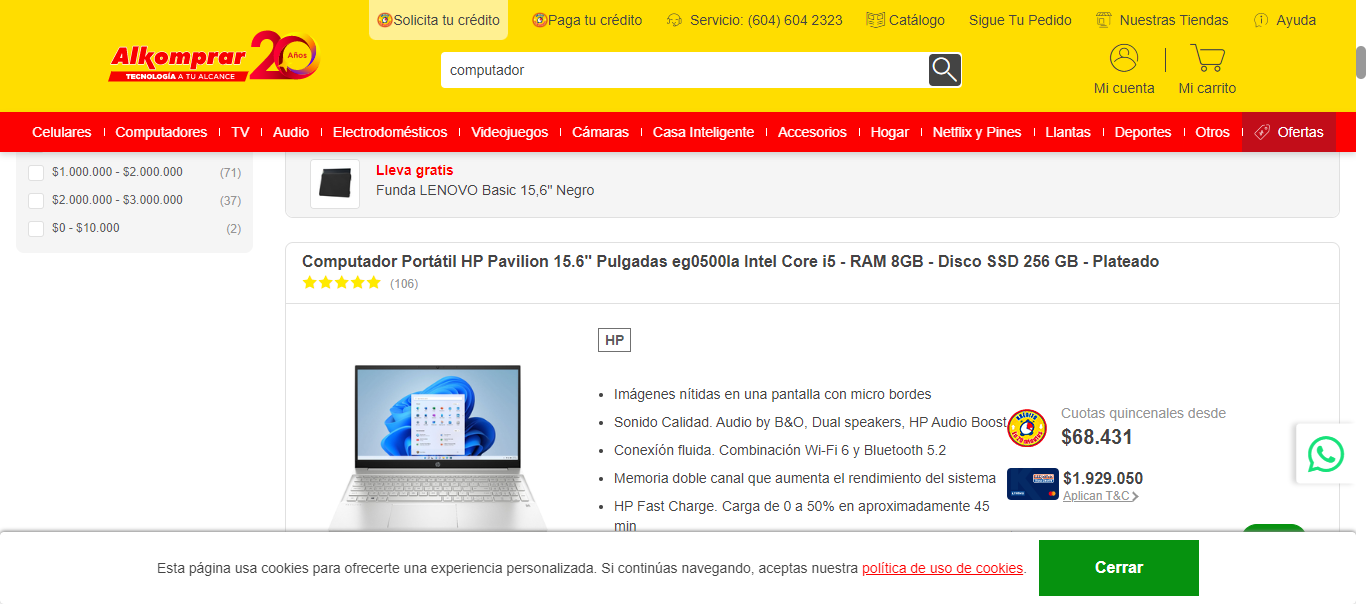 Solicita tu crédito
Paga tu crédito
Servicio: (604) 604 2323
Catálogo
Sigue Tu Pedido
Nuestras Tiendas
Ayuda
Alkomprar 20 Años
TECNOLOGÍA A TU ALCANCE
computador
Mi cuenta
Mi carrito
Celulares
Computadores
TV
Audio
Electrodomésticos
Videojuegos
Cámaras
Casa Inteligente
Accesorios
Hogar
Netflix y Pines
Llantas
Deportes
Otros
Ofertas
$1.000.000 - $2.000.000 (71)
$2.000.000 - $3.000.000 (37)
$0 - $10.000 (2)
Lleva gratis
Funda LENOVO Basic 15,6" Negro
Computador Portátil HP Pavilion 15.6" Pulgadas eg0500la Intel Core i5 - RAM 8GB - Disco SSD 256 GB - Plateado
(106)
HP
Imágenes nítidas en una pantalla con micro bordes
Sonido Calidad. Audio by B&O, Dual speakers, HP Audio Boost
Conexíón fluida. Combinación Wi-Fi 6 y Bluetooth 5.2
Memoria doble canal que aumenta el rendimiento del sistema
HP Fast Charge. Carga de 0 a 50% en aproximadamente 45
min
Cuotas quincenales desde
$68.431
$1.929.050
Aplican T&C
Esta página usa cookies para ofrecerte una experiencia personalizada. Si continúas navegando, aceptas nuestra política de uso de cookies.
Cerrar